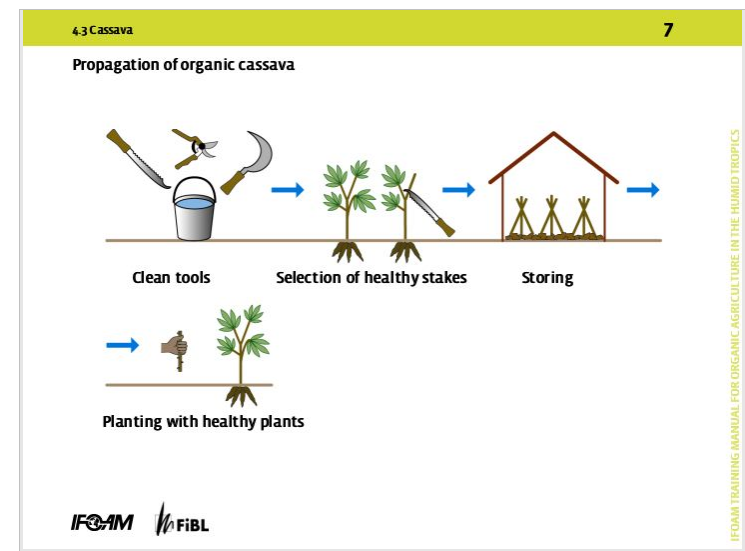 4.3 Cassava
7
Propagation of organic cassava
Clean tools
Selection of healthy stakes
Storing
Planting with healthy plants
IFOAM
FiBL
IFOAM TRAINING MANUAL FOR ORGANIC AGRICULTURE IN THE HUMID TROPICS